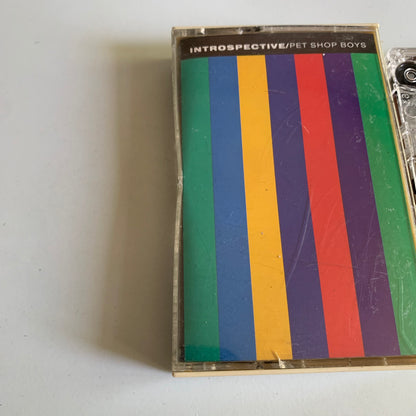 INTROSPECTIVE/PET SHOP BOYS